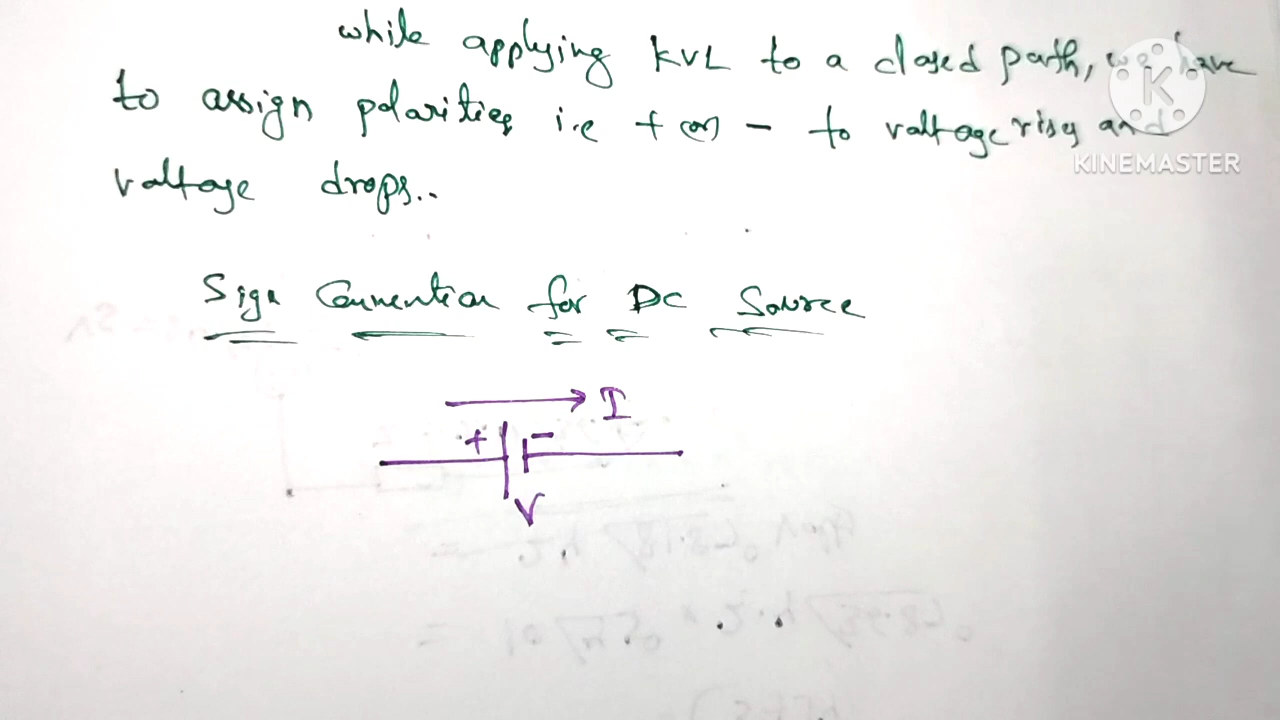 while applying KVL to a closed path, we have
to assign polarities i.e + (or) - to voltage rises and
voltage drops..
Sign Convention for DC Source
I
+ -
V
K
KINEMASTER